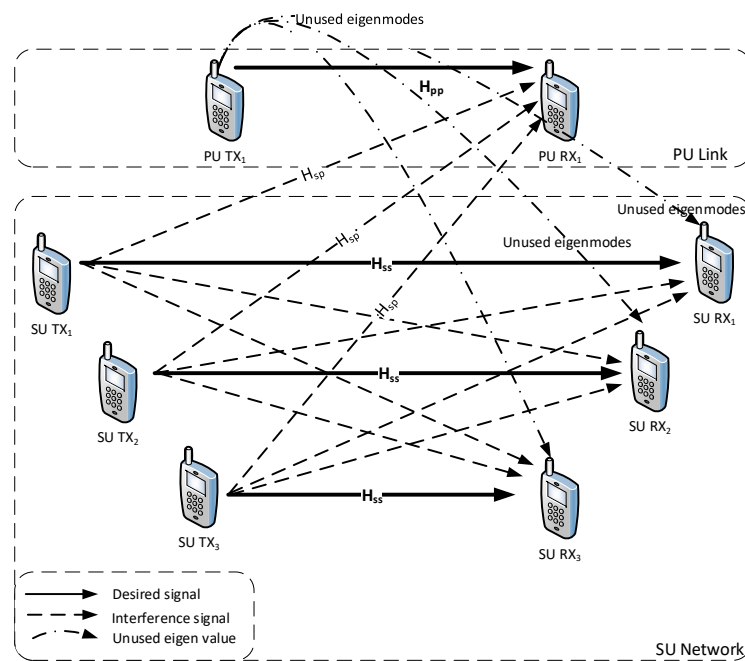 Unused eigenmodes
Hpp
PU TX1
PU RX1
PU Link
Hsp
Unused eigenmodes
Hsp
Unused eigenmodes
Hss
Hsp
SU TX1
SU RX1
Hss
SU TX2
SU RX2
Hss
SU TX3
SU RX3
Desired signal
Interference signal
Unused eigen value
SU Network